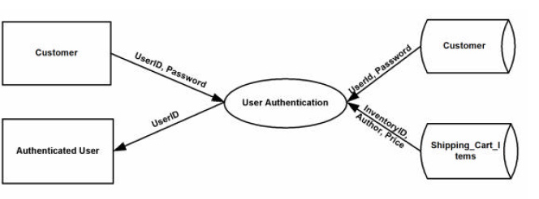 Customer
UserID, Password
UserId, Password
Customer
User Authentication
UserID
InventoryID,
Author, Price
Authenticated User
Shipping_Cart_I
tems